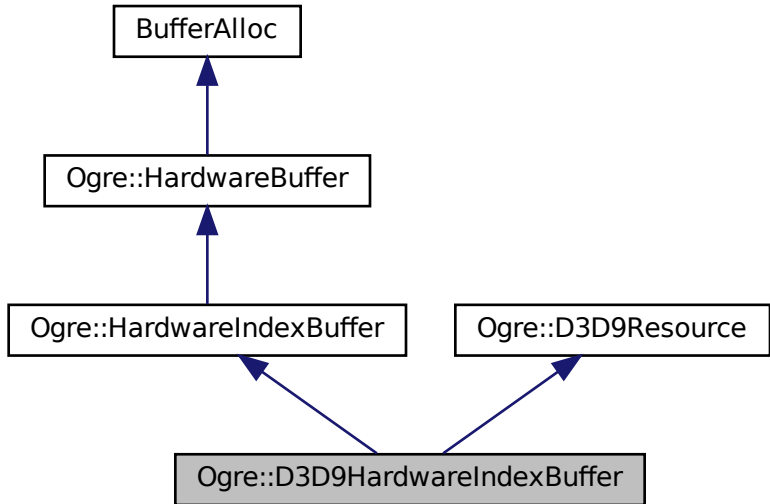 BufferAlloc
Ogre::HardwareBuffer
Ogre::HardwareIndexBuffer
Ogre::D3D9Resource
Ogre::D3D9HardwareIndexBuffer